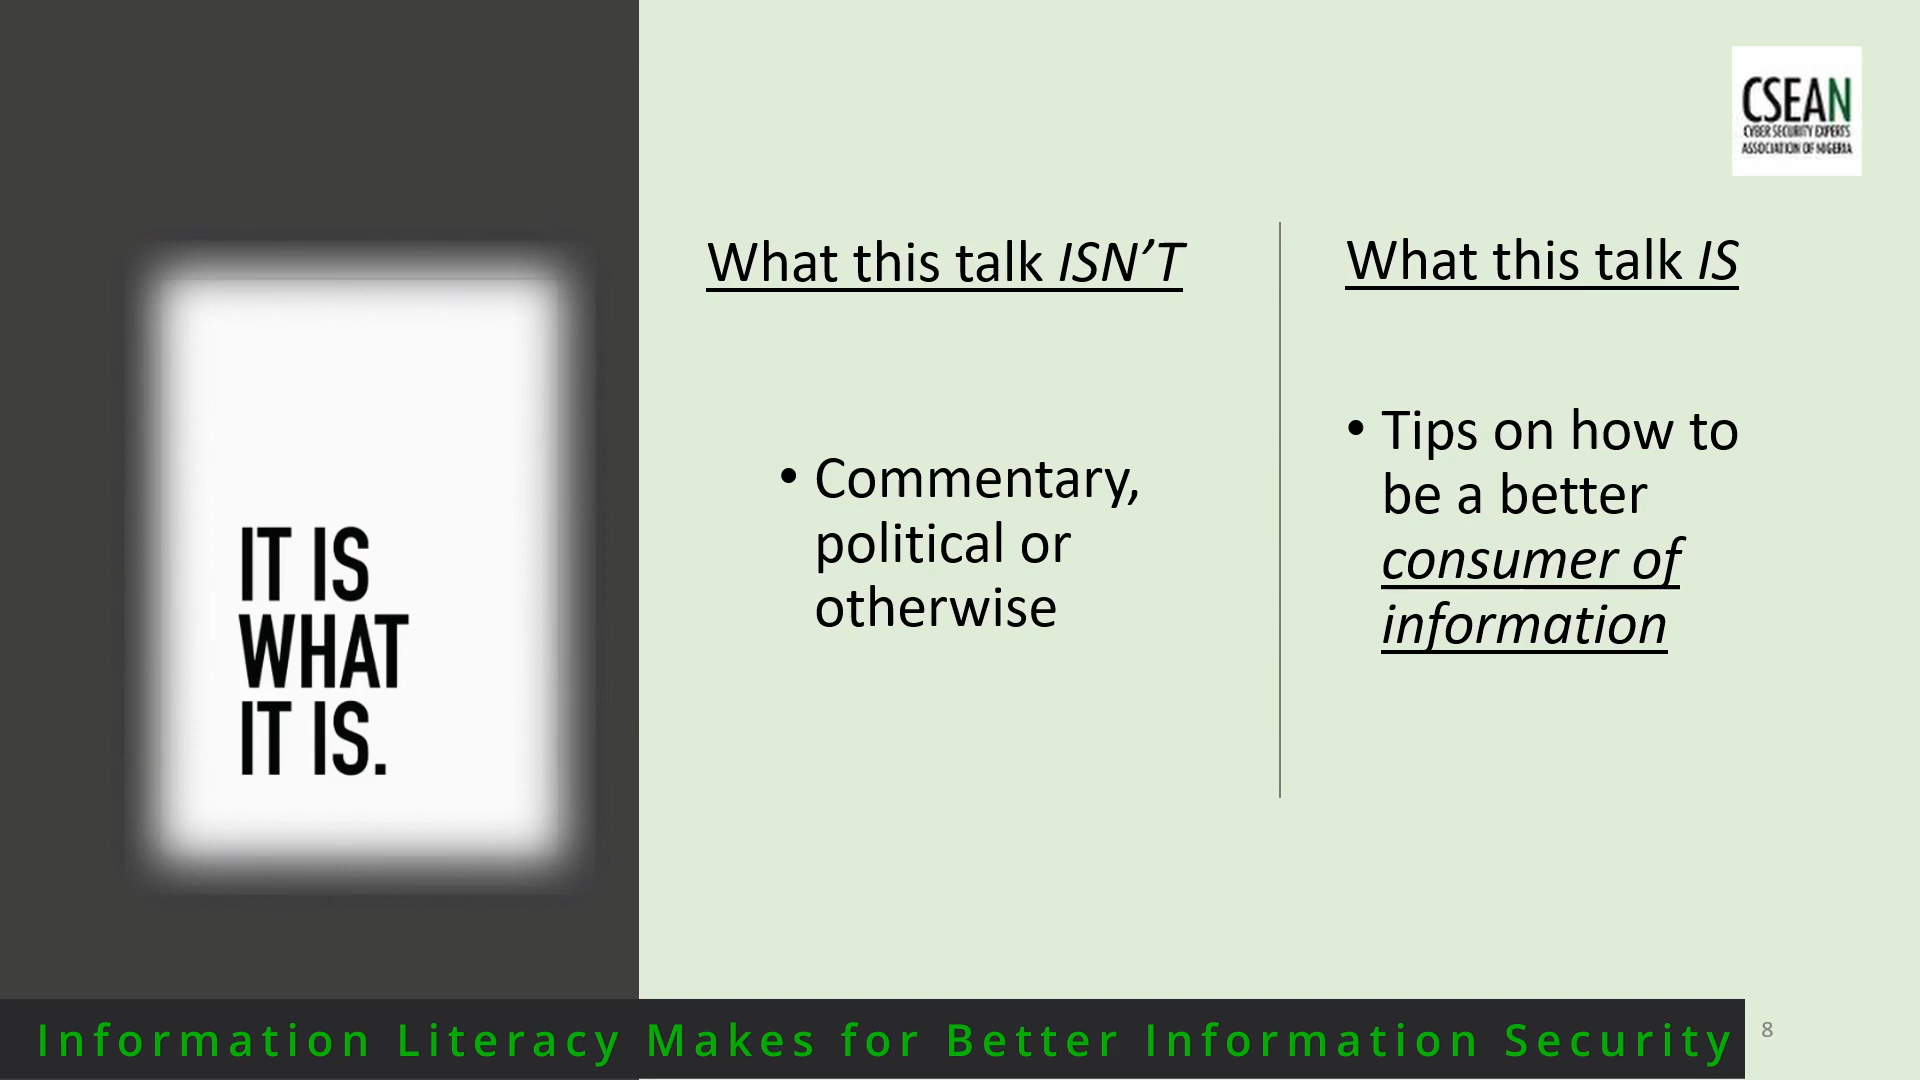 CSEAN
CYBER SECURITY EXPERTS
ASSOCIATION OF NIGERIA
IT IS
WHAT
IT IS.
What this talk ISN’T
• Commentary,
political or
otherwise
What this talk IS
• Tips on how to
be a better
consumer of
information
Information Literacy Makes for Better Information Security
8